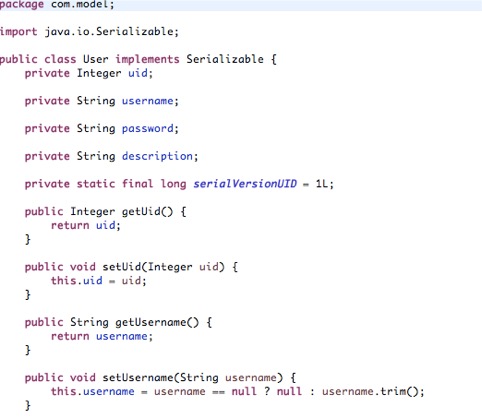 package com.model;
import java.io.Serializable;
public class User implements Serializable {
private Integer uid;
private String username;
private String password;
private String description;
private static final long serialVersionUID = 1L;
public Integer getUid() {
return uid;
}
public void setUid(Integer uid) {
this.uid = uid;
}
public String getUsername() {
return username;
}
public void setUsername(String username) {
this.username = username == null ? null : username.trim();
}